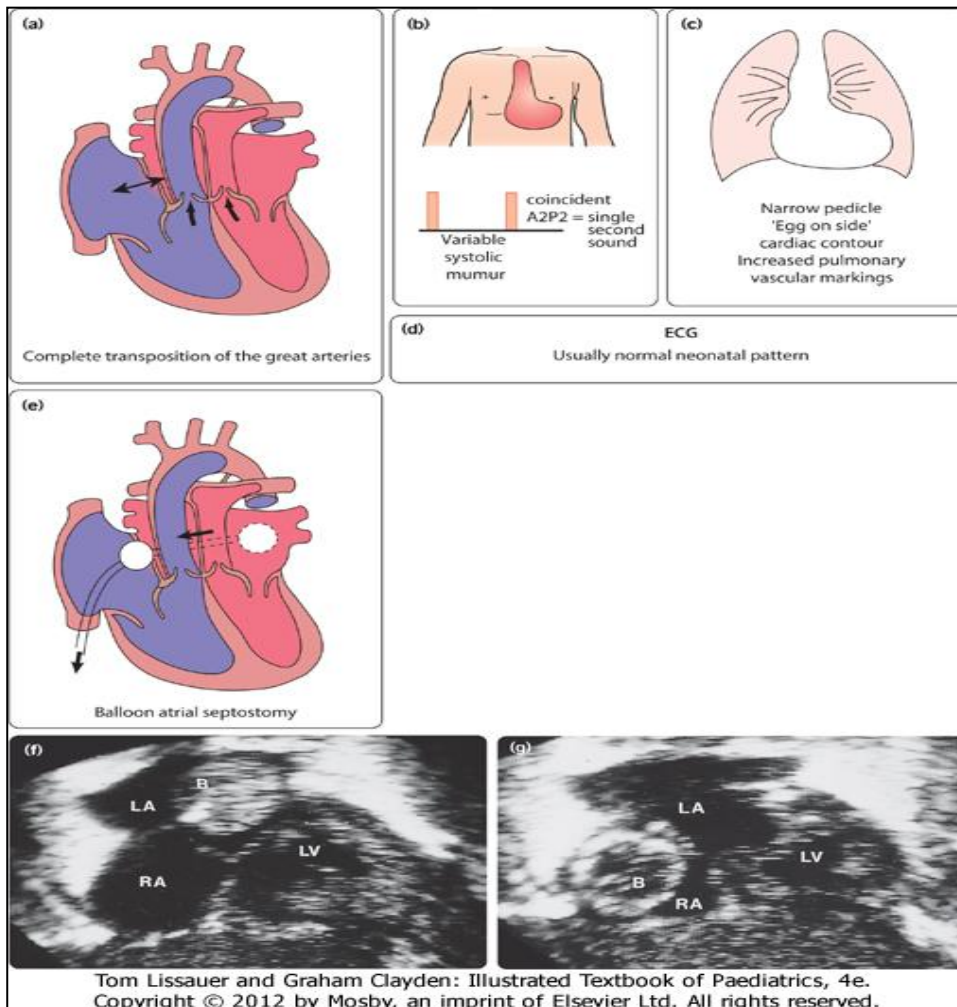 (a)
Complete transposition of the great arteries
(b)
coincident
A2P2 = single
second
sound
Variable
systolic
mumur
(c)
Narrow pedicle
'Egg on side'
cardiac contour
Increased pulmonary
vascular markings
(d)
ECG
Usually normal neonatal pattern
(e)
Balloon atrial septostomy
(f)
B
LA
LV
RA
(g)
LA
LV
B
RA
Tom Lissauer and Graham Clayden: Illustrated Textbook of Paediatrics, 4e.
Copyright © 2012 by Mosby, an imprint of Elsevier Ltd. All rights reserved.